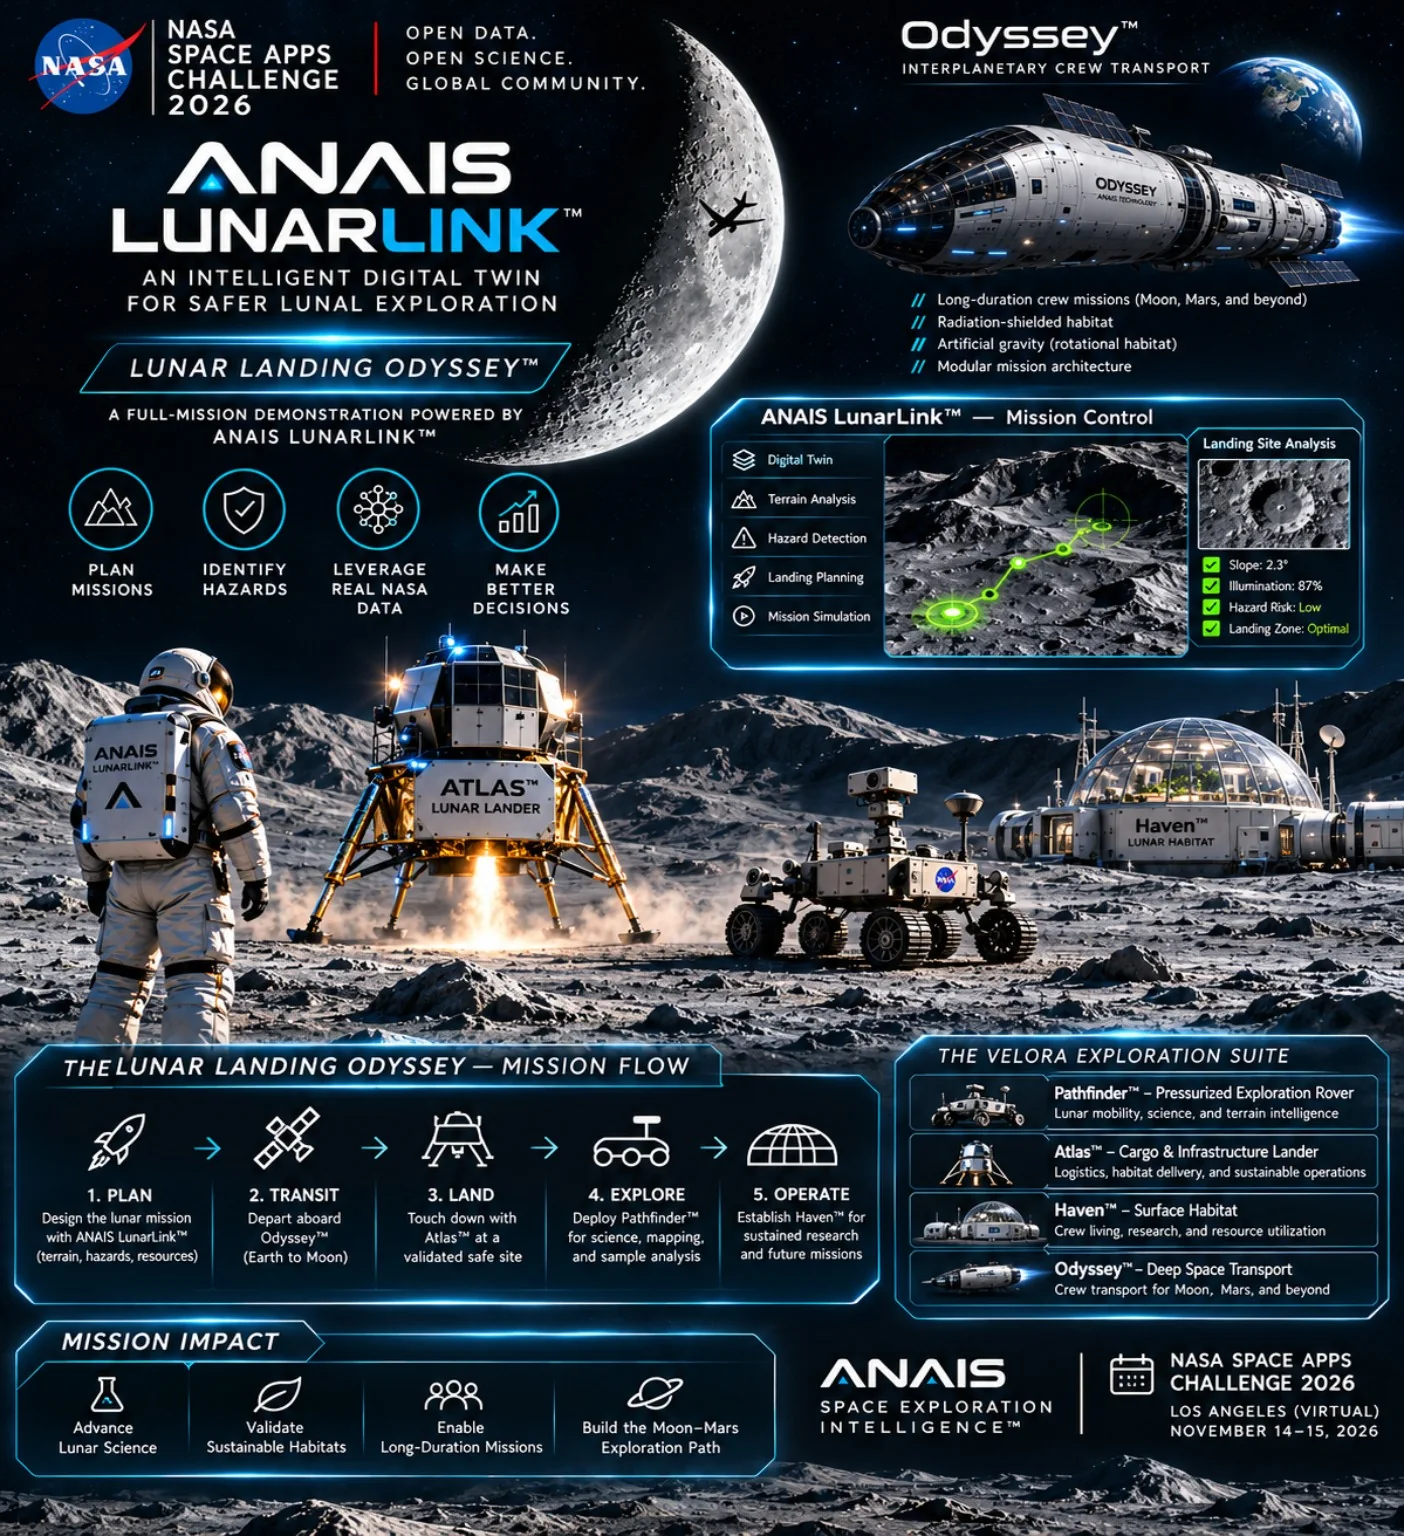 NASA
NASA
SPACE APPS
CHALLENGE
2026
OPEN DATA.
OPEN SCIENCE.
GLOBAL COMMUNITY.
ANAIS
LUNARLINK™
AN INTELLIGENT DIGITAL TWIN
FOR SAFER LUNAL EXPLORATION
LUNAR LANDING ODYSSEY™
A FULL-MISSION DEMONSTRATION POWERED BY
ANAIS LUNARLINK™
PLAN
MISSIONS
IDENTIFY
HAZARDS
LEVERAGE
REAL NASA
DATA
MAKE
BETTER
DECISIONS
Odyssey™
INTERPLANETARY CREW TRANSPORT
ODYSSEY
ANAIS TECHNOLOGY
// Long-duration crew missions (Moon, Mars, and beyond)
// Radiation-shielded habitat
// Artificial gravity (rotational habitat)
// Modular mission architecture
ANAIS LunarLink™ — Mission Control
Digital Twin
Terrain Analysis
Hazard Detection
Landing Planning
Mission Simulation
Landing Site Analysis
Slope: 2.3°
Illumination: 87%
Hazard Risk: Low
Landing Zone: Optimal
ANAIS
LUNARLINK™
ATLAS™
LUNAR LANDER
NASA
Haven™
LUNAR HABITAT
THE LUNAR LANDING ODYSSEY — MISSION FLOW
1. PLAN
Design the lunar mission
with ANAIS LunarLink™
(terrain, hazards, resources)
2. TRANSIT
Depart aboard
Odyssey™
(Earth to Moon)
3. LAND
Touch down with
Atlas™ at a
validated safe site
4. EXPLORE
Deploy Pathfinder™
for science, mapping,
and sample analysis
5. OPERATE
Establish Haven™ for
sustained research
and future missions
THE VELORA EXPLORATION SUITE
Pathfinder™ – Pressurized Exploration Rover
Lunar mobility, science, and terrain intelligence
Atlas™ – Cargo & Infrastructure Lander
Logistics, habitat delivery, and sustainable operations
Haven™ – Surface Habitat
Crew living, research, and resource utilization
Odyssey™ – Deep Space Transport
Crew transport for Moon, Mars, and beyond
MISSION IMPACT
Advance
Lunar Science
Validate
Sustainable Habitats
Enable
Long-Duration Missions
Build the Moon–Mars
Exploration Path
ANAIS
SPACE EXPLORATION
INTELLIGENCE™
NASA SPACE APPS
CHALLENGE 2026
LOS ANGELES (VIRTUAL)
NOVEMBER 14–15, 2026